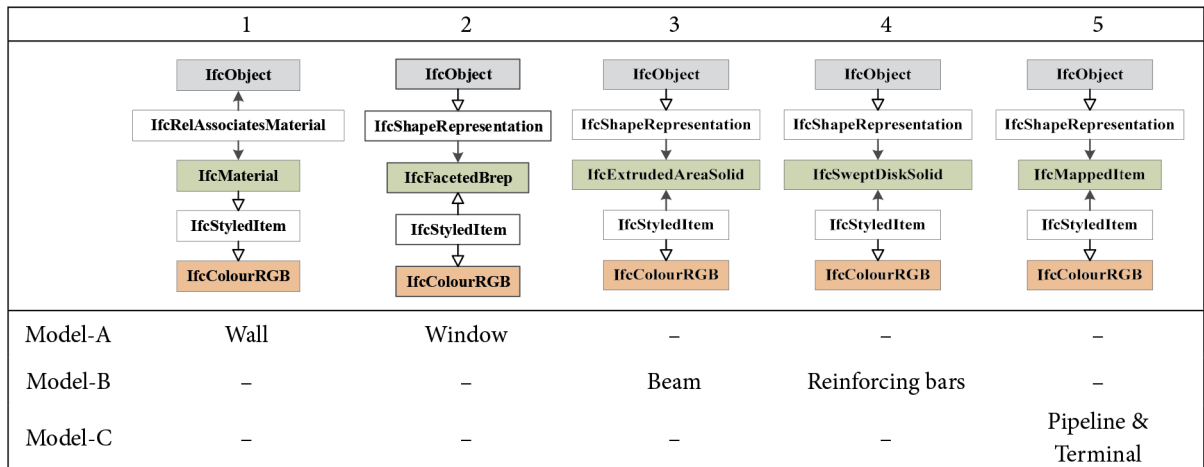 1 2 3 4 5
IfcObject IfcObject IfcObject IfcObject IfcObject
IfcRelAssociatesMaterial IfcShapeRepresentation IfcShapeRepresentation IfcShapeRepresentation IfcShapeRepresentation
IfcMaterial IfcFacetedBrep IfcExtrudedAreaSolid IfcSweptDiskSolid IfcMappedItem
IfcStyledItem IfcStyledItem IfcStyledItem IfcStyledItem IfcStyledItem
IfcColourRGB IfcColourRGB IfcColourRGB IfcColourRGB IfcColourRGB
Model-A Wall Window – – –
Model-B – – Beam Reinforcing bars –
Model-C – – – – Pipeline &
Terminal